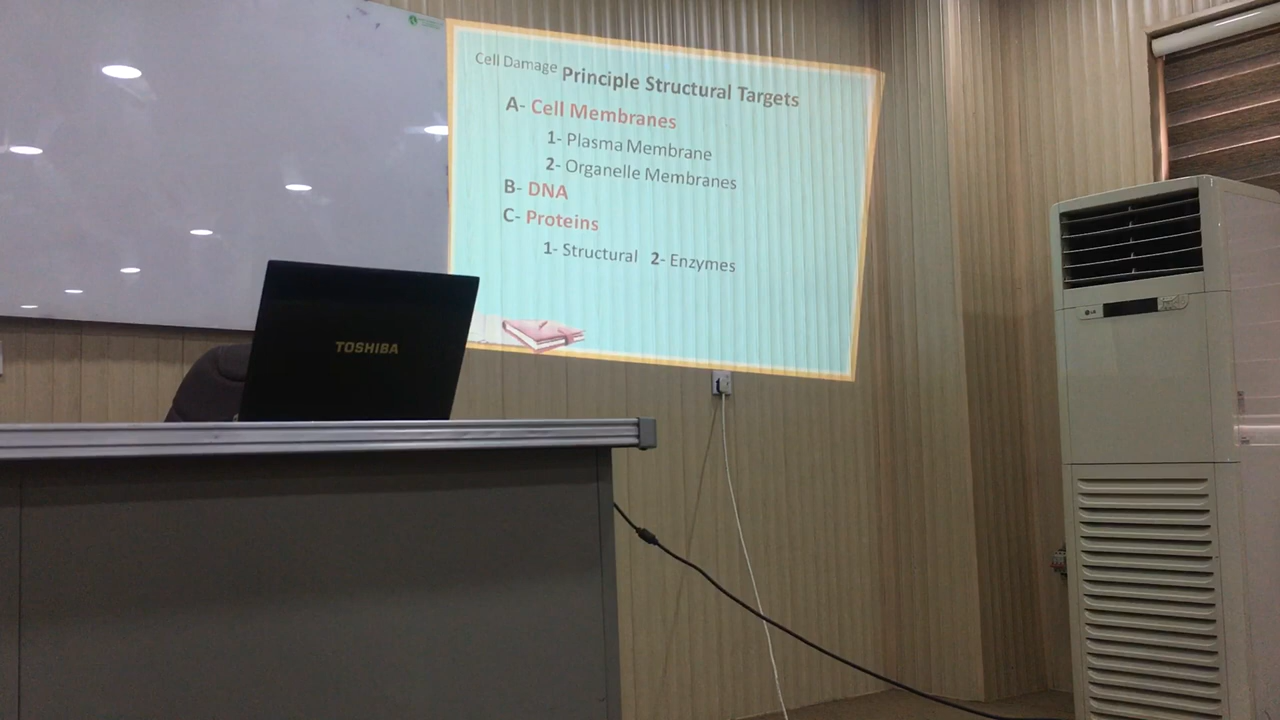 Cell Damage Principle Structural Targets
A- Cell Membranes
1- Plasma Membrane
2- Organelle Membranes
B- DNA
C- Proteins
1- Structural 2- Enzymes
TOSHIBA
LG